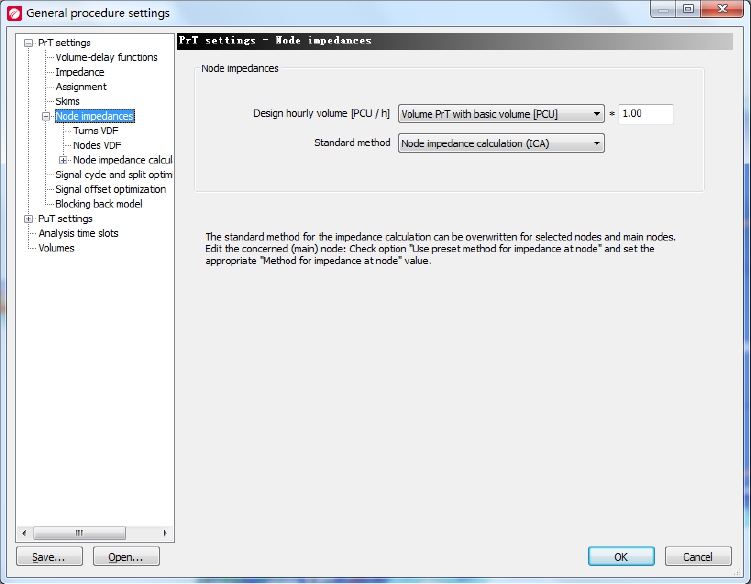 General procedure settings
PrT settings
Volume-delay functions
Impedance
Assignment
Skims
Node impedances
Turns VDF
Nodes VDF
Node impedance calcul
Signal cycle and split optim
Signal offset optimization
Blocking back model
PuT settings
Analysis time slots
Volumes
PrT settings - Node impedances
Node impedances
Design hourly volume [PCU / h] Volume PrT with basic volume [PCU] * 1.00
Standard method Node impedance calculation (ICA)
The standard method for the impedance calculation can be overwritten for selected nodes and main nodes.
Edit the concerned (main) node: Check option "Use preset method for impedance at node" and set the
appropriate "Method for impedance at node" value.
Save... Open... OK Cancel